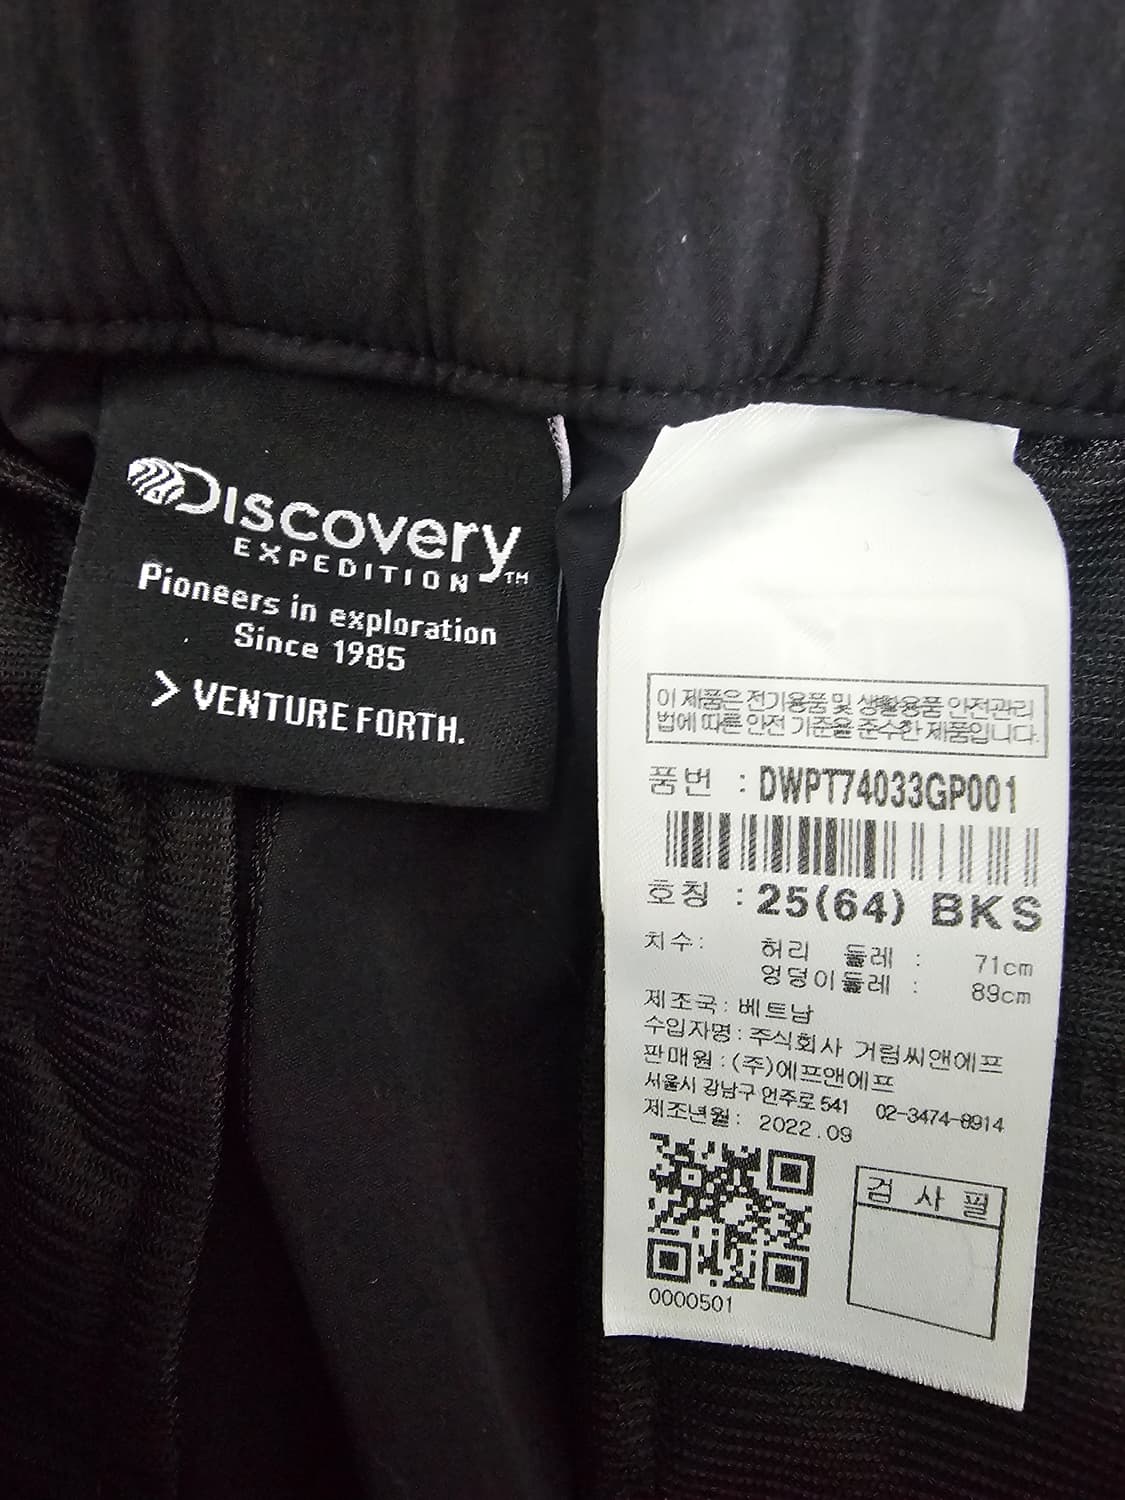 Discovery
EXPEDITION™
Pioneers in exploration
Since 1985
> VENTURE FORTH.
이 제품은 전기용품 및 생활용품 안전관리
법에 따른 안전 기준을 준수한 제품입니다.
품번 : DWPT74033GP001
호칭 : 25(64) BKS
치수: 허리 둘레 : 71cm
엉덩이둘레 : 89cm
제조국: 베트남
수입자명: 주식회사 거림씨앤에프
판매원 : (주)에프앤에프
서울시 강남구 언주로 541 02-3474-8914
제조년월: 2022.09
검 사 필
0000501